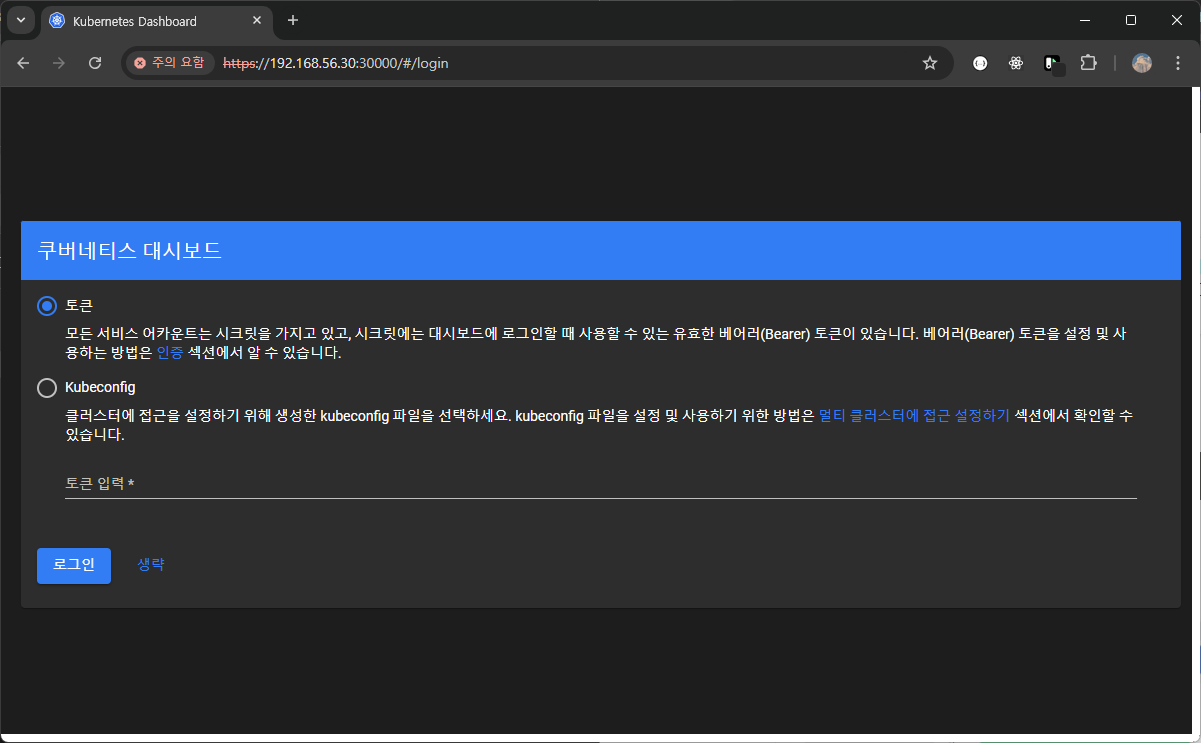 Kubernetes Dashboard
주의 요함 https://192.168.56.30:30000/#/login
쿠버네티스 대시보드
토큰
모든 서비스 어카운트는 시크릿을 가지고 있고, 시크릿에는 대시보드에 로그인할 때 사용할 수 있는 유효한 베어러(Bearer) 토큰이 있습니다. 베어러(Bearer) 토큰을 설정 및 사
용하는 방법은 인증 섹션에서 알 수 있습니다.
Kubeconfig
클러스터에 접근을 설정하기 위해 생성한 kubeconfig 파일을 선택하세요. kubeconfig 파일을 설정 및 사용하기 위한 방법은 멀티 클러스터에 접근 설정하기 섹션에서 확인할 수
있습니다.
토큰 입력 *
로그인 생략